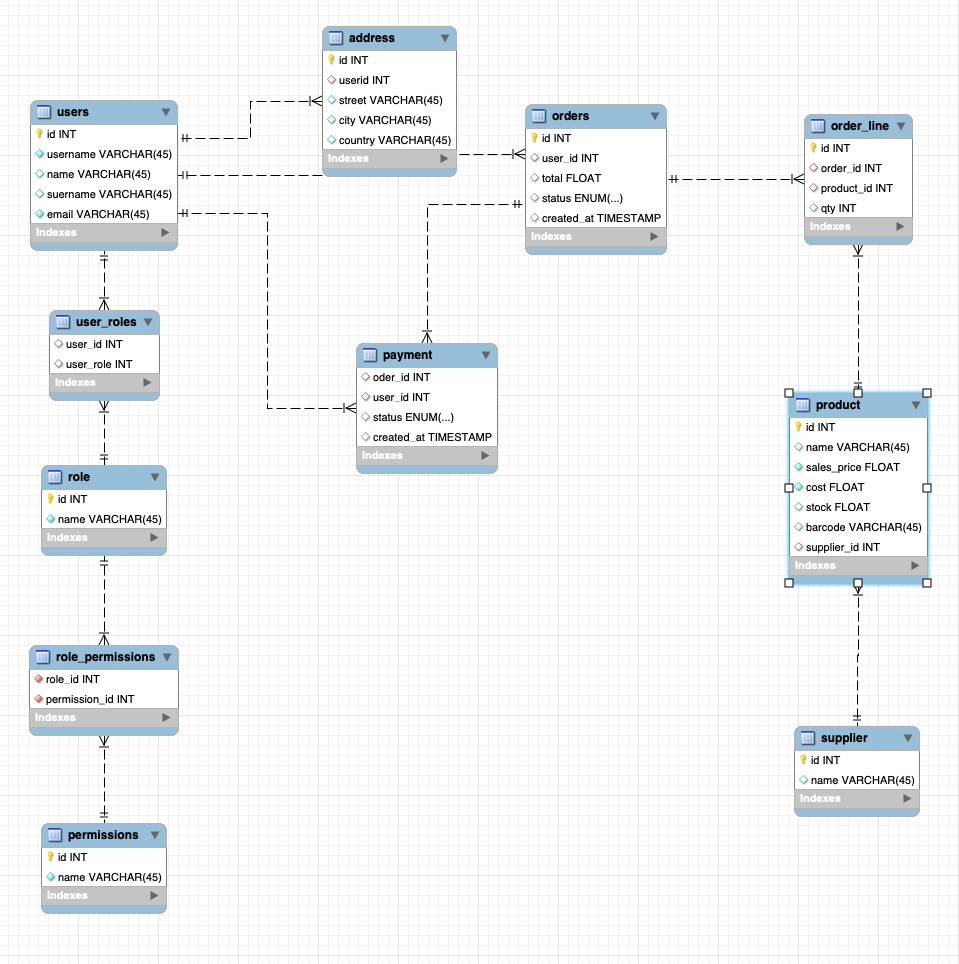 address
id INT
userid INT
street VARCHAR(45)
city VARCHAR(45)
country VARCHAR(45)
Indexes
users
id INT
username VARCHAR(45)
name VARCHAR(45)
suername VARCHAR(45)
email VARCHAR(45)
Indexes
orders
id INT
user_id INT
total FLOAT
status ENUM(...)
created_at TIMESTAMP
Indexes
order_line
id INT
order_id INT
product_id INT
qty INT
Indexes
user_roles
user_id INT
user_role INT
Indexes
payment
oder_id INT
user_id INT
status ENUM(...)
created_at TIMESTAMP
Indexes
product
id INT
name VARCHAR(45)
sales_price FLOAT
cost FLOAT
stock FLOAT
barcode VARCHAR(45)
supplier_id INT
Indexes
role
id INT
name VARCHAR(45)
Indexes
role_permissions
role_id INT
permission_id INT
Indexes
supplier
id INT
name VARCHAR(45)
Indexes
permissions
id INT
name VARCHAR(45)
Indexes